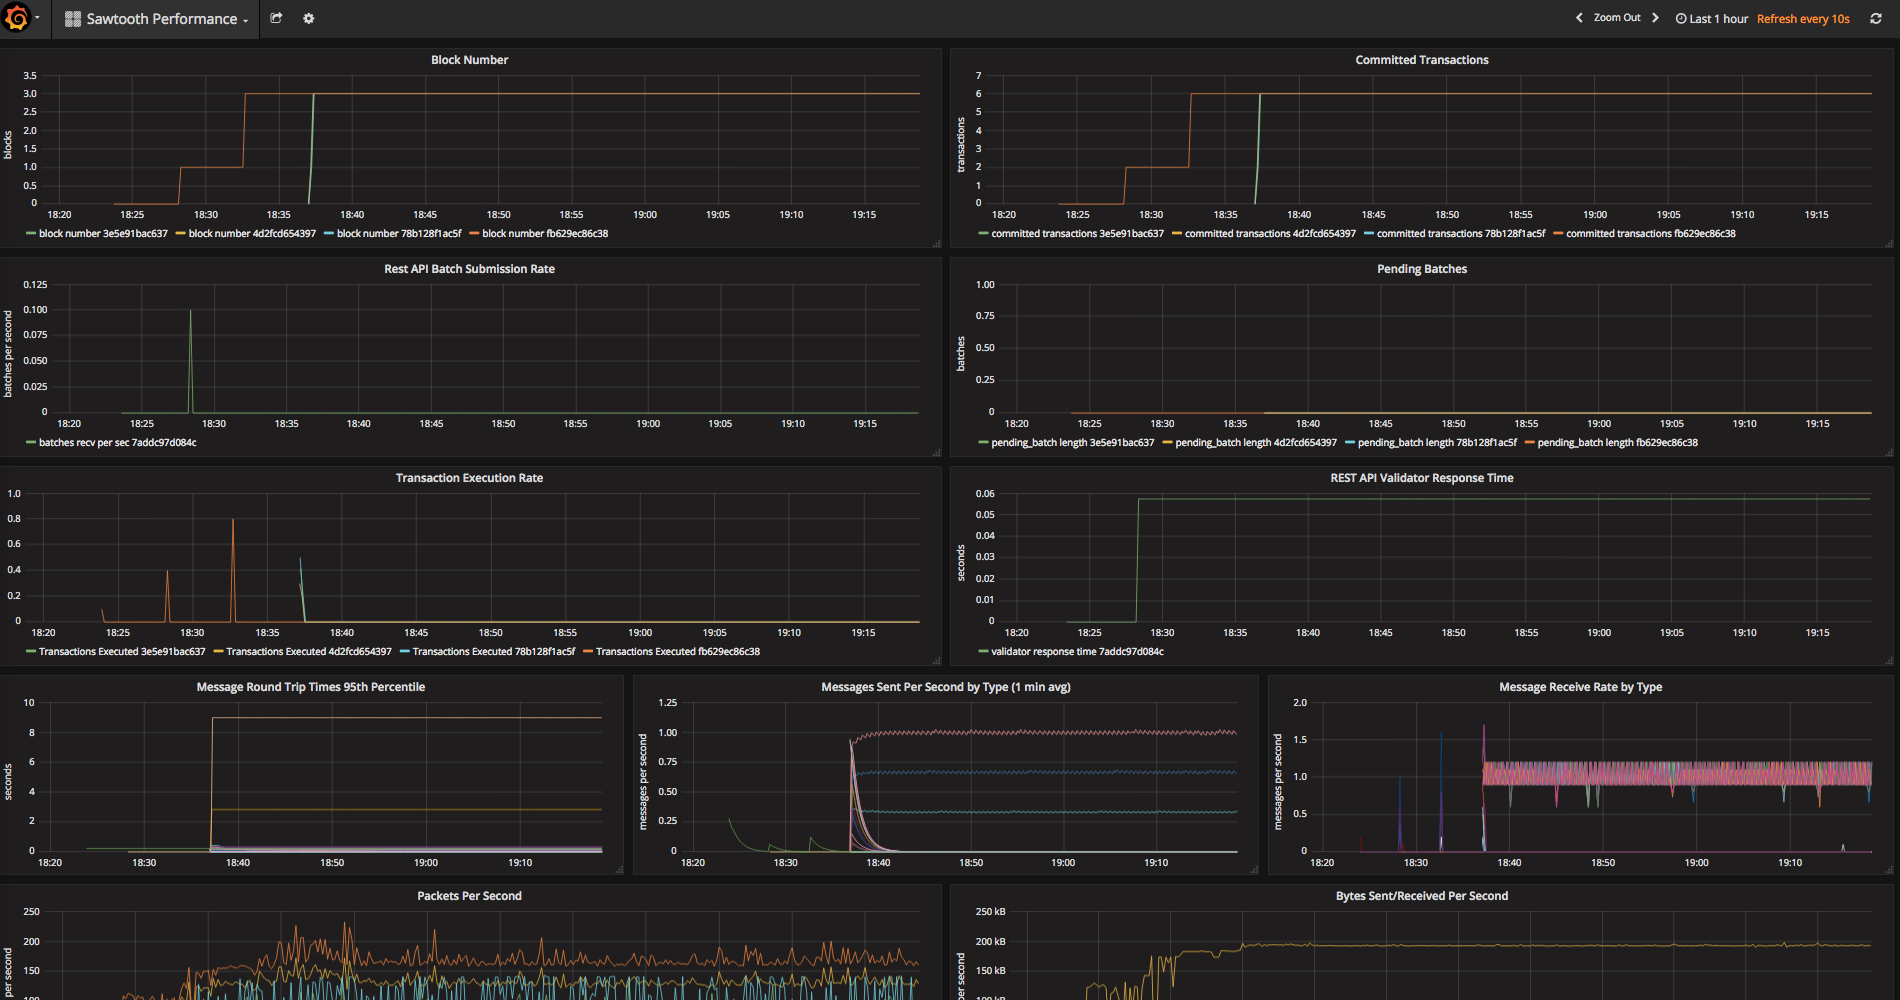 Sawtooth Performance
Zoom Out
Last 1 hour
Refresh every 10s
Block Number
3.5
3.0
2.5
2.0
1.5
1.0
0.5
0
blocks
18:20 18:25 18:30 18:35 18:40 18:45 18:50 18:55 19:00 19:05 19:10 19:15
block number 3e5e91bac637 block number 4d2fcd654397 block number 78b128f1ac5f block number fb629ec86c38
Committed Transactions
7
6
5
4
3
2
1
0
transactions
18:20 18:25 18:30 18:35 18:40 18:45 18:50 18:55 19:00 19:05 19:10 19:15
committed transactions 3e5e91bac637 committed transactions 4d2fcd654397 committed transactions 78b128f1ac5f committed transactions fb629ec86c38
Rest API Batch Submission Rate
0.125
0.100
0.075
0.050
0.025
0
batches per second
18:20 18:25 18:30 18:35 18:40 18:45 18:50 18:55 19:00 19:05 19:10 19:15
batches recv per sec 7addc97d084c
Pending Batches
1.00
0.75
0.50
0.25
0
batches
18:20 18:25 18:30 18:35 18:40 18:45 18:50 18:55 19:00 19:05 19:10 19:15
pending_batch length 3e5e91bac637 pending_batch length 4d2fcd654397 pending_batch length 78b128f1ac5f pending_batch length fb629ec86c38
Transaction Execution Rate
1.0
0.8
0.6
0.4
0.2
0
18:20 18:25 18:30 18:35 18:40 18:45 18:50 18:55 19:00 19:05 19:10 19:15
Transactions Executed 3e5e91bac637 Transactions Executed 4d2fcd654397 Transactions Executed 78b128f1ac5f Transactions Executed fb629ec86c38
REST API Validator Response Time
0.06
0.05
0.04
0.03
0.02
0.01
0
seconds
18:20 18:25 18:30 18:35 18:40 18:45 18:50 18:55 19:00 19:05 19:10 19:15
validator response time 7addc97d084c
Message Round Trip Times 95th Percentile
10
8
6
4
2
0
seconds
18:20 18:30 18:40 18:50 19:00 19:10
Messages Sent Per Second by Type (1 min avg)
1.25
1.00
0.75
0.50
0.25
0
messages per second
18:20 18:30 18:40 18:50 19:00 19:10
Message Receive Rate by Type
2.0
1.5
1.0
0.5
0
messages per second
18:20 18:30 18:40 18:50 19:00 19:10
Packets Per Second
250
200
150
100
per second
Bytes Sent/Received Per Second
250 kB
200 kB
150 kB
100 kB
per second